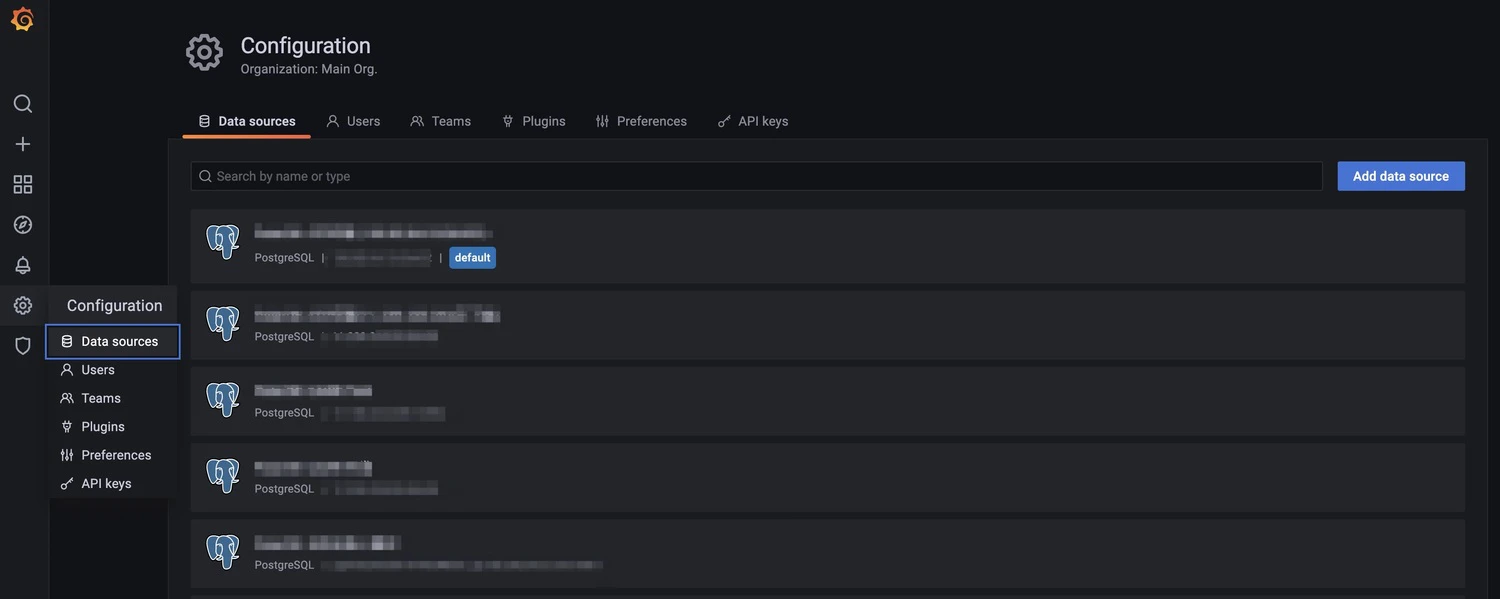 Configuration
Organization: Main Org.
Data sources Users Teams Plugins Preferences API keys
Search by name or type
Add data source
PostgreSQL | | default
PostgreSQL
PostgreSQL
PostgreSQL
PostgreSQL
Configuration
Data sources
Users
Teams
Plugins
Preferences
API keys